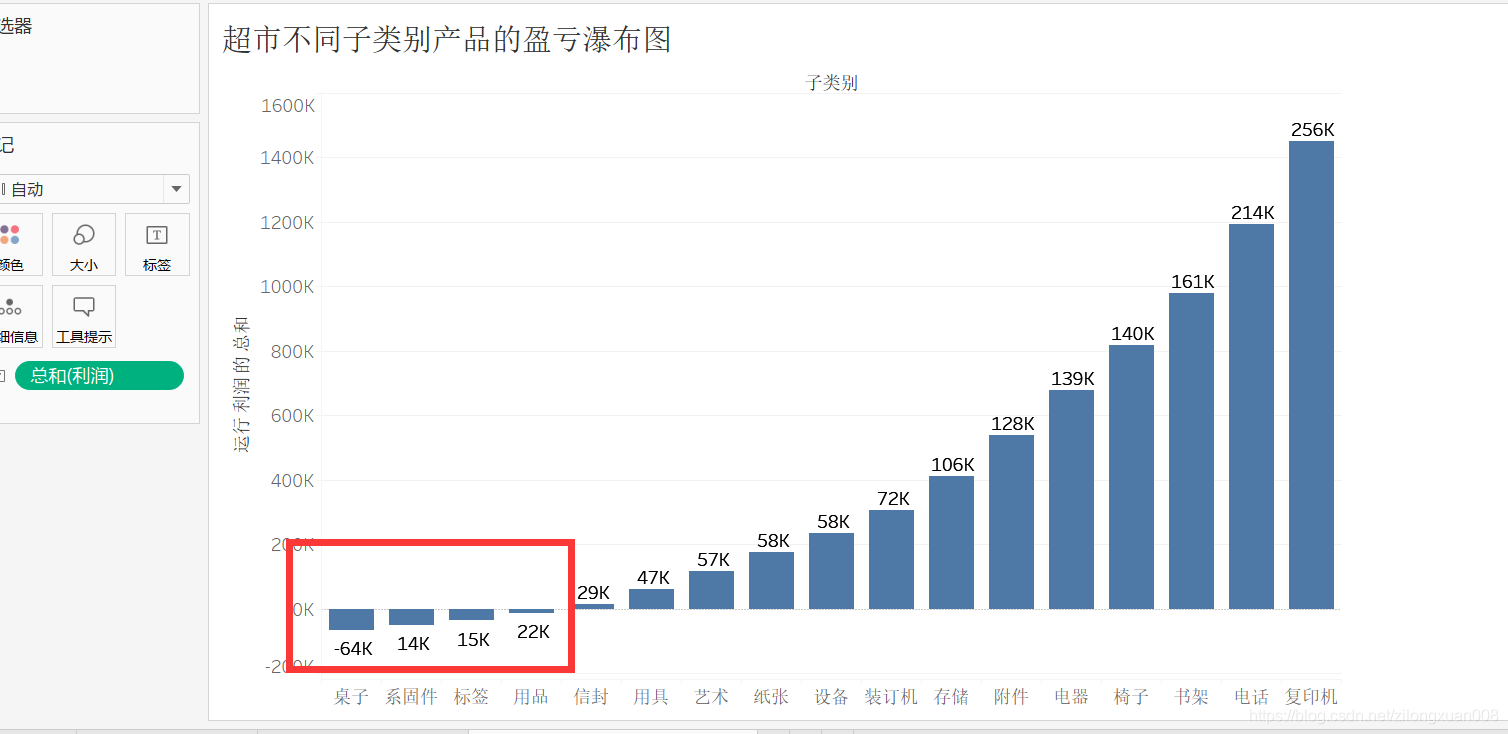 选器
记
自动
颜色
大小
标签
细信息
工具提示
总和(利润)
超市不同子类别产品的盈亏瀑布图
子类别
运行 利润 的 总和
1600K
1400K
1200K
1000K
800K
600K
400K
200K
0K
-200K
-64K
14K
15K
22K
29K
47K
57K
58K
58K
72K
106K
128K
139K
140K
161K
214K
256K
桌子 系固件 标签 用品 信封 用具 艺术 纸张 设备 装订机 存储 附件 电器 椅子 书架 电话 复印机
https://blog.csdn.net/zilongxuan008